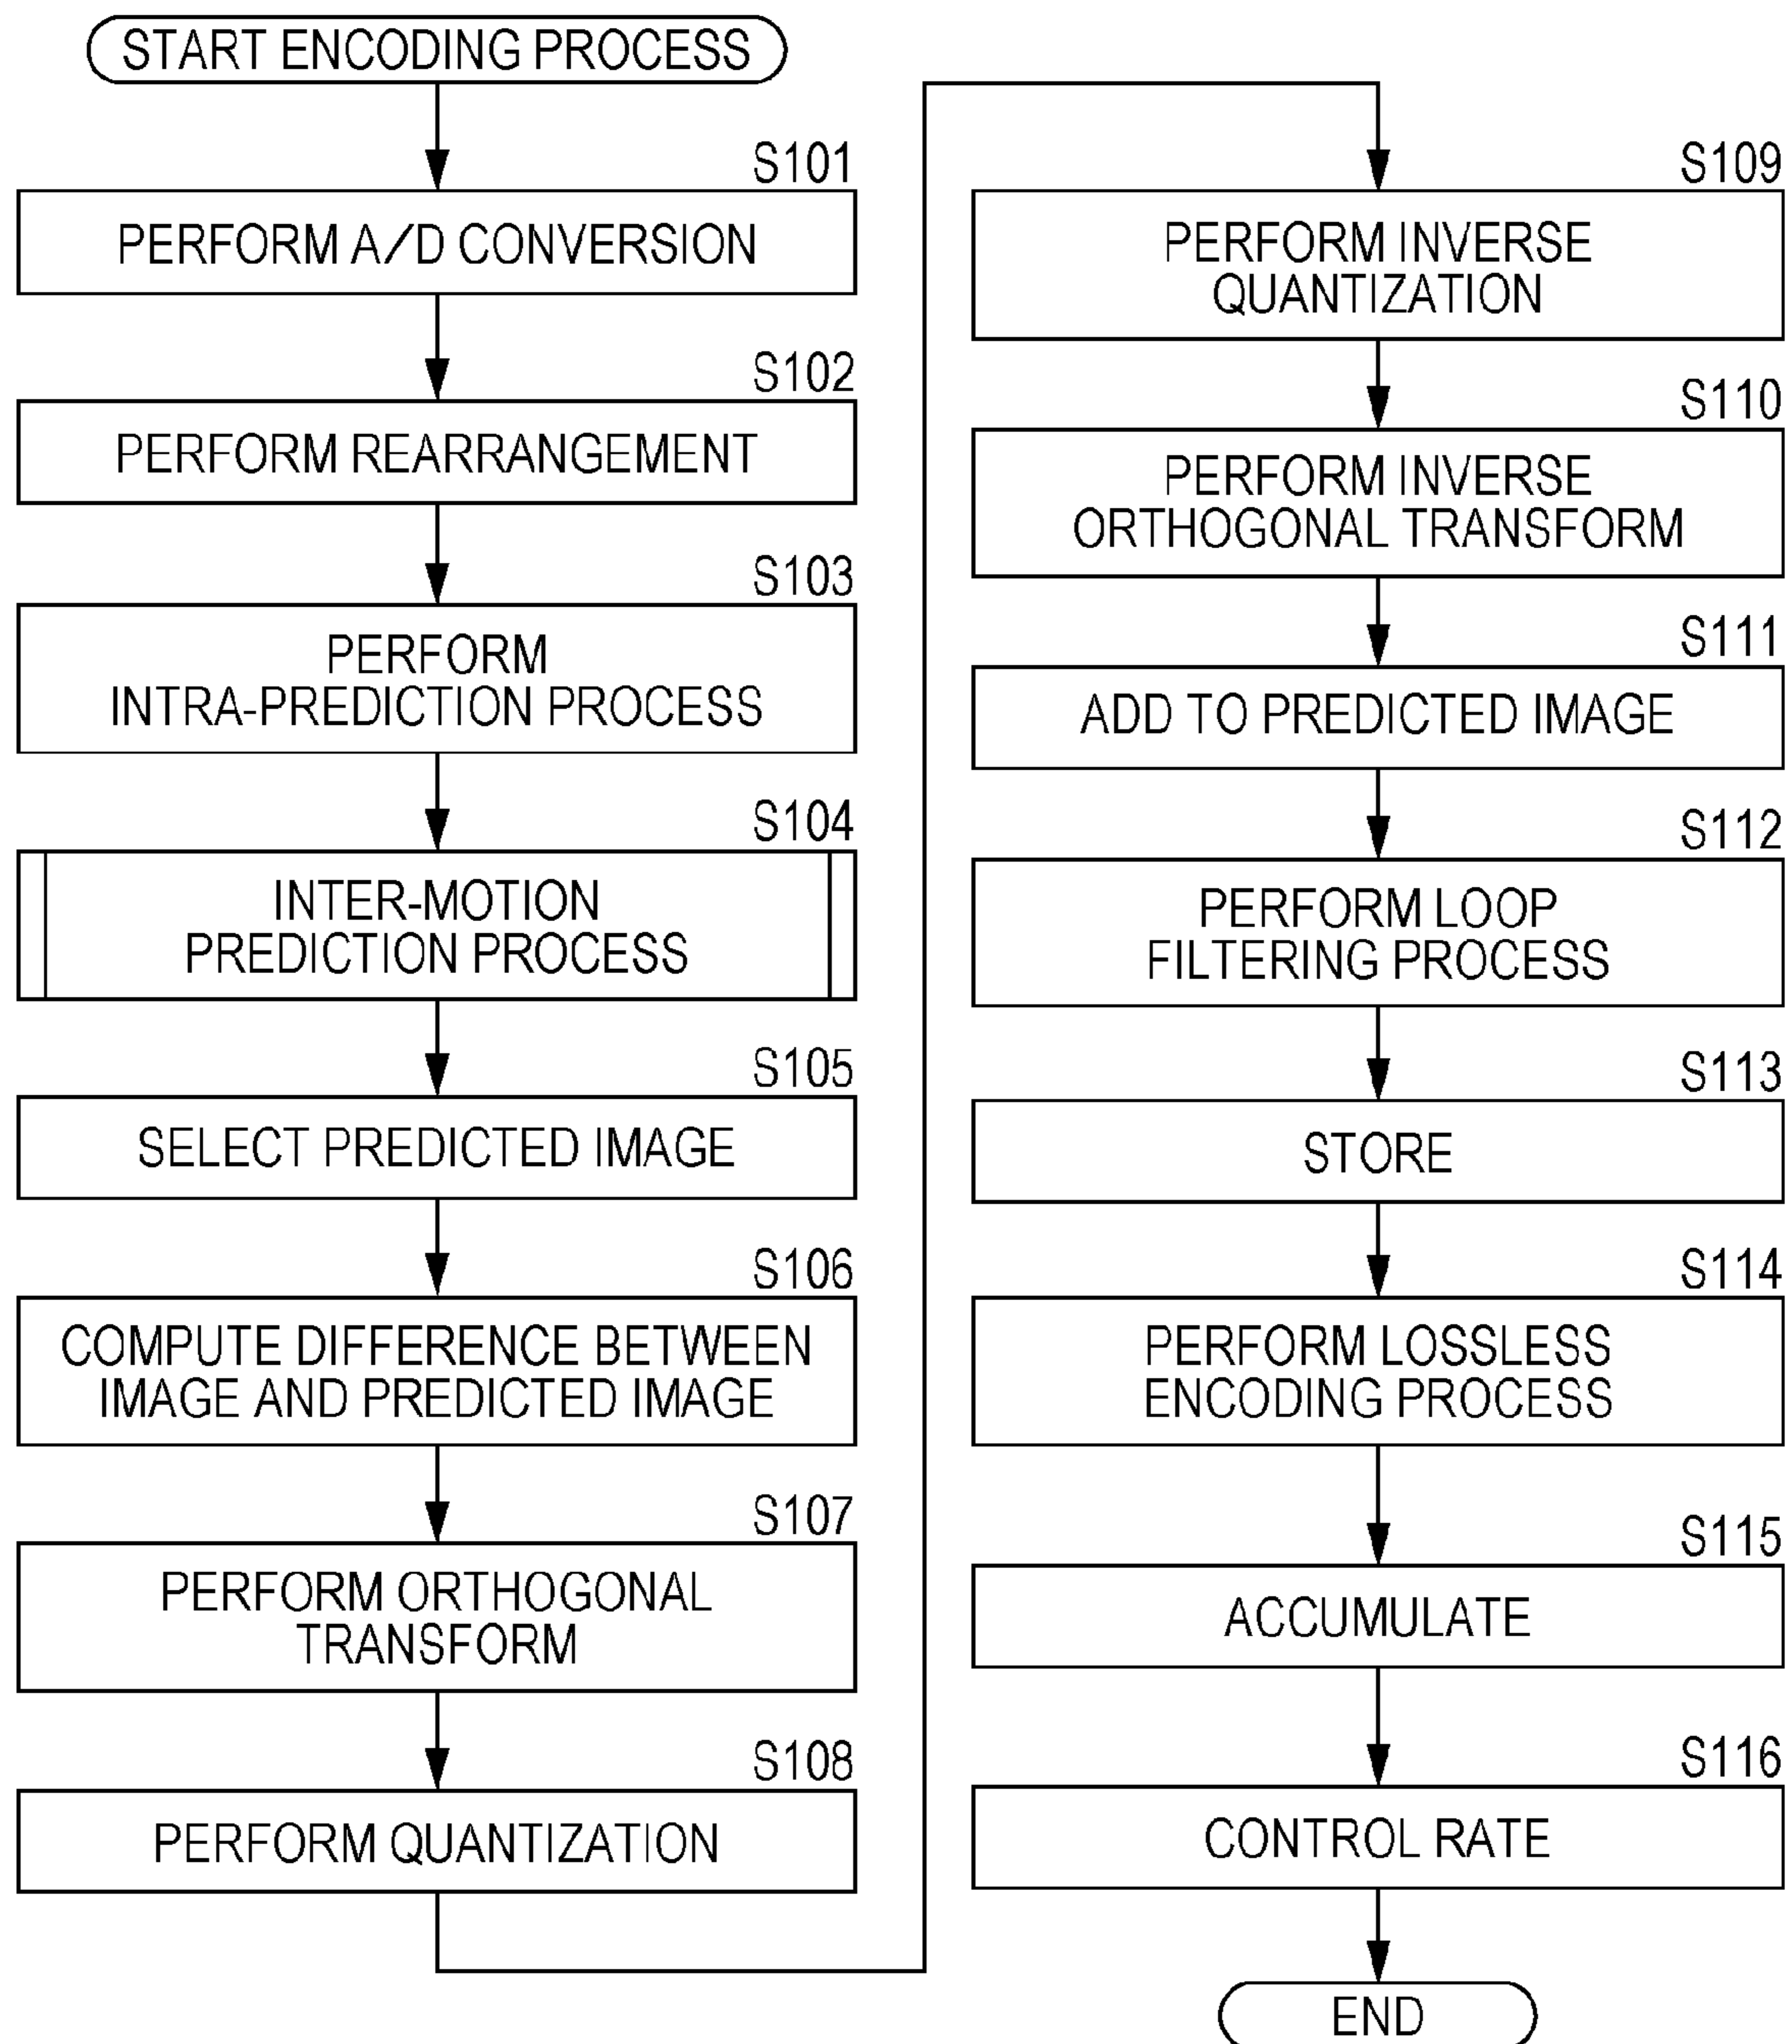 START ENCODING PROCESS
S101
PERFORM A/D CONVERSION
S102
PERFORM REARRANGEMENT
S103
PERFORM
INTRA-PREDICTION PROCESS
S104
INTER-MOTION
PREDICTION PROCESS
S105
SELECT PREDICTED IMAGE
S106
COMPUTE DIFFERENCE BETWEEN
IMAGE AND PREDICTED IMAGE
S107
PERFORM ORTHOGONAL
TRANSFORM
S108
PERFORM QUANTIZATION
S109
PERFORM INVERSE
QUANTIZATION
S110
PERFORM INVERSE
ORTHOGONAL TRANSFORM
S111
ADD TO PREDICTED IMAGE
S112
PERFORM LOOP
FILTERING PROCESS
S113
STORE
S114
PERFORM LOSSLESS
ENCODING PROCESS
S115
ACCUMULATE
S116
CONTROL RATE
END